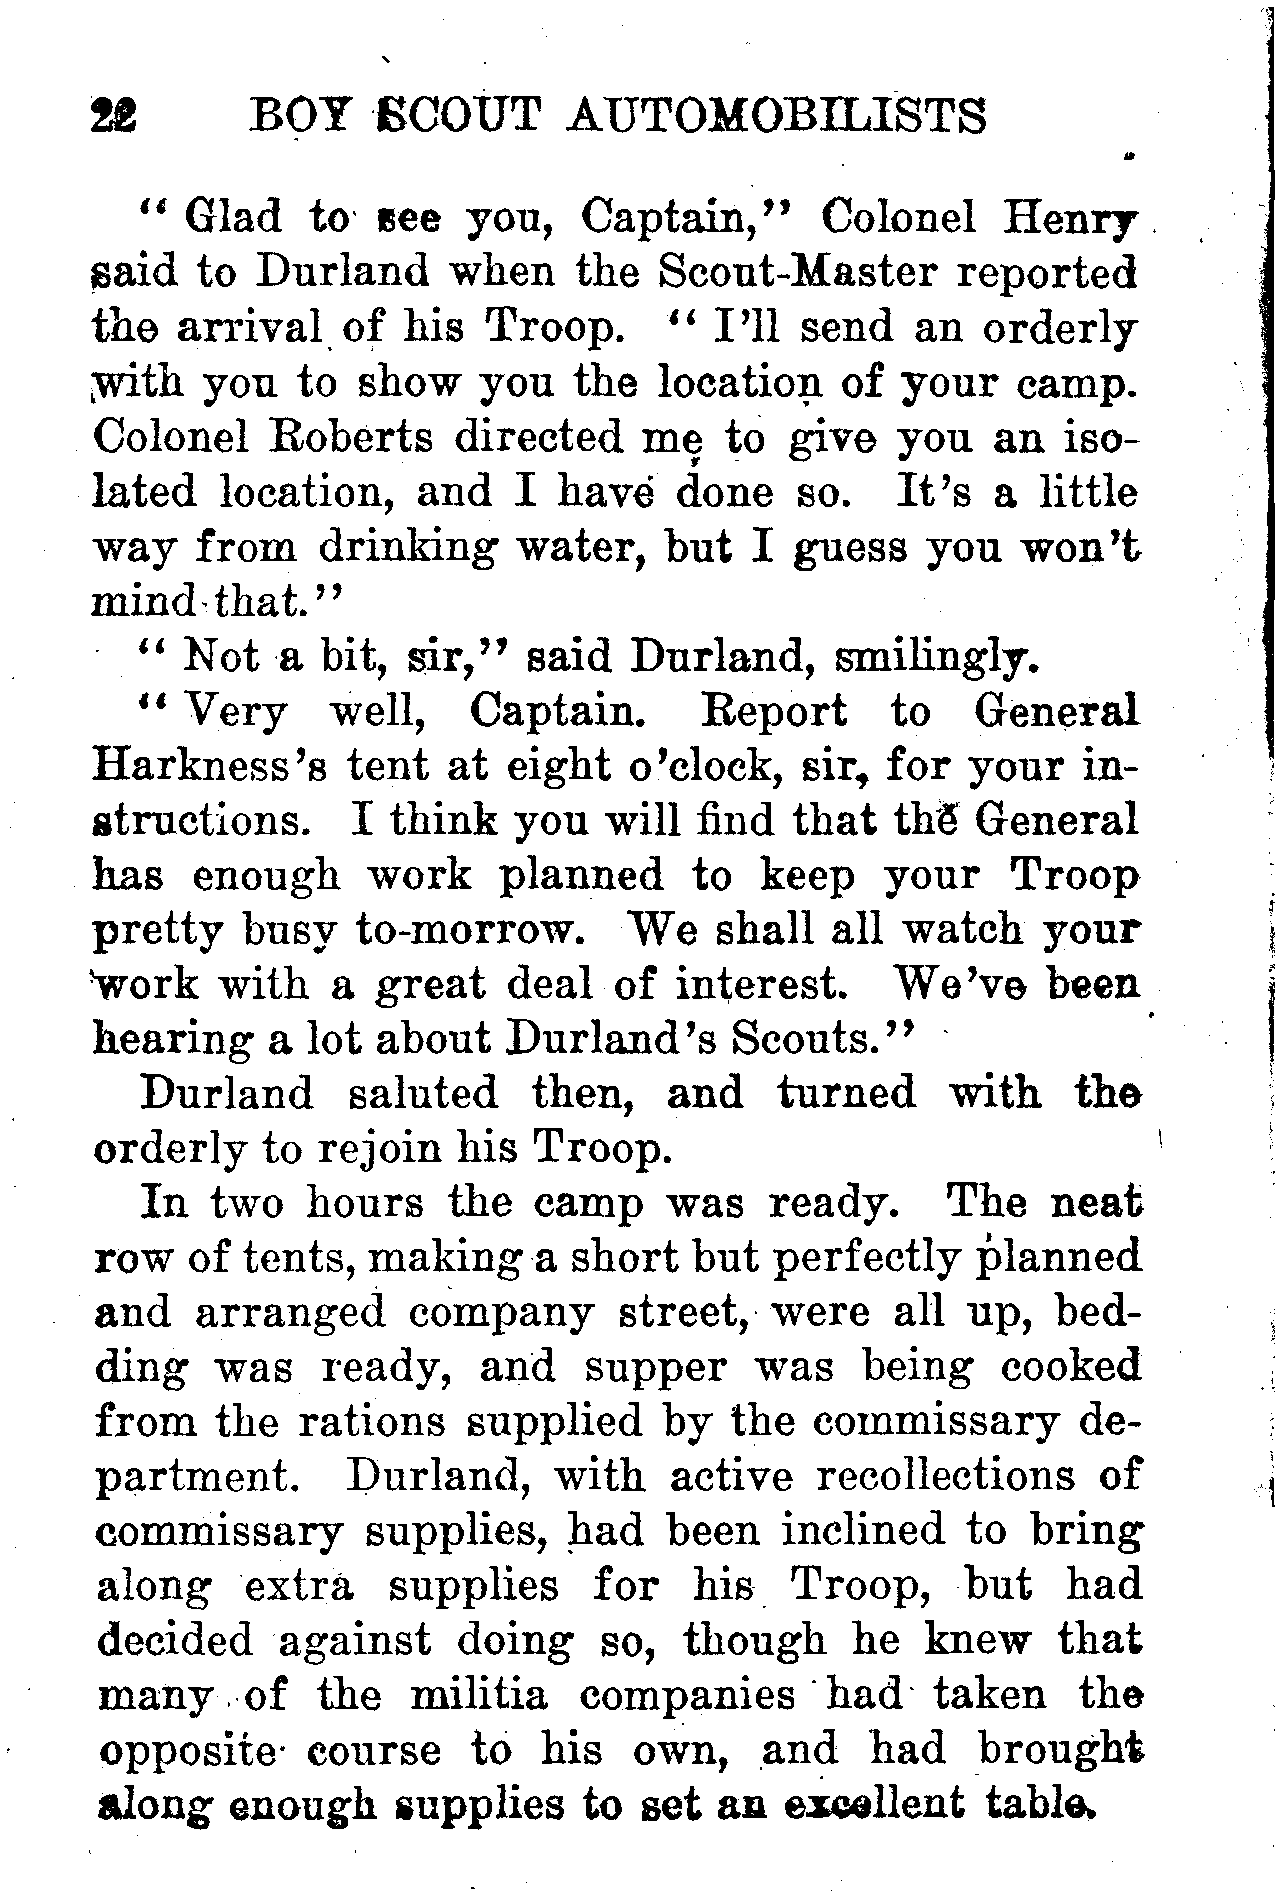 22 BOY SCOUT AUTOMOBILISTS
“ Glad to see you, Captain,” Colonel Henry
said to Durland when the Scout-Master reported
the arrival of his Troop. “ I’ll send an orderly
with you to show you the location of your camp.
Colonel Roberts directed me to give you an iso-
lated location, and I have done so. It’s a little
way from drinking water, but I guess you won’t
mind that.”
“ Not a bit, sir,” said Durland, smilingly.
“ Very well, Captain. Report to General
Harkness’s tent at eight o’clock, sir, for your in-
structions. I think you will find that the General
has enough work planned to keep your Troop
pretty busy to-morrow. We shall all watch your
work with a great deal of interest. We’ve been
hearing a lot about Durland’s Scouts.”
Durland saluted then, and turned with the
orderly to rejoin his Troop.
In two hours the camp was ready. The neat
row of tents, making a short but perfectly planned
and arranged company street, were all up, bed-
ding was ready, and supper was being cooked
from the rations supplied by the commissary de-
partment. Durland, with active recollections of
commissary supplies, had been inclined to bring
along extra supplies for his Troop, but had
decided against doing so, though he knew that
many of the militia companies had taken the
opposite course to his own, and had brought
along enough supplies to set an excellent table.